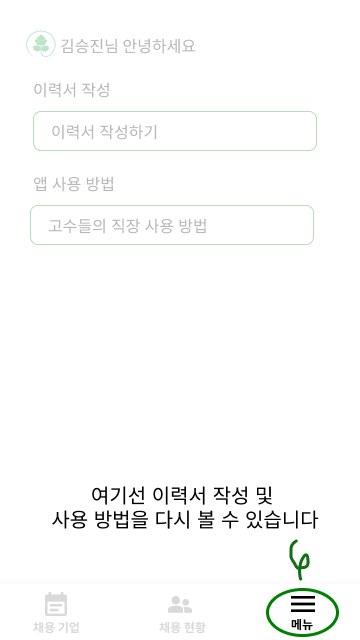 김승진님 안녕하세요
이력서 작성
이력서 작성하기
앱 사용 방법
고수들의 직장 사용 방법
여기선 이력서 작성 및
사용 방법을 다시 볼 수 있습니다
채용 기업
채용 현황
메뉴